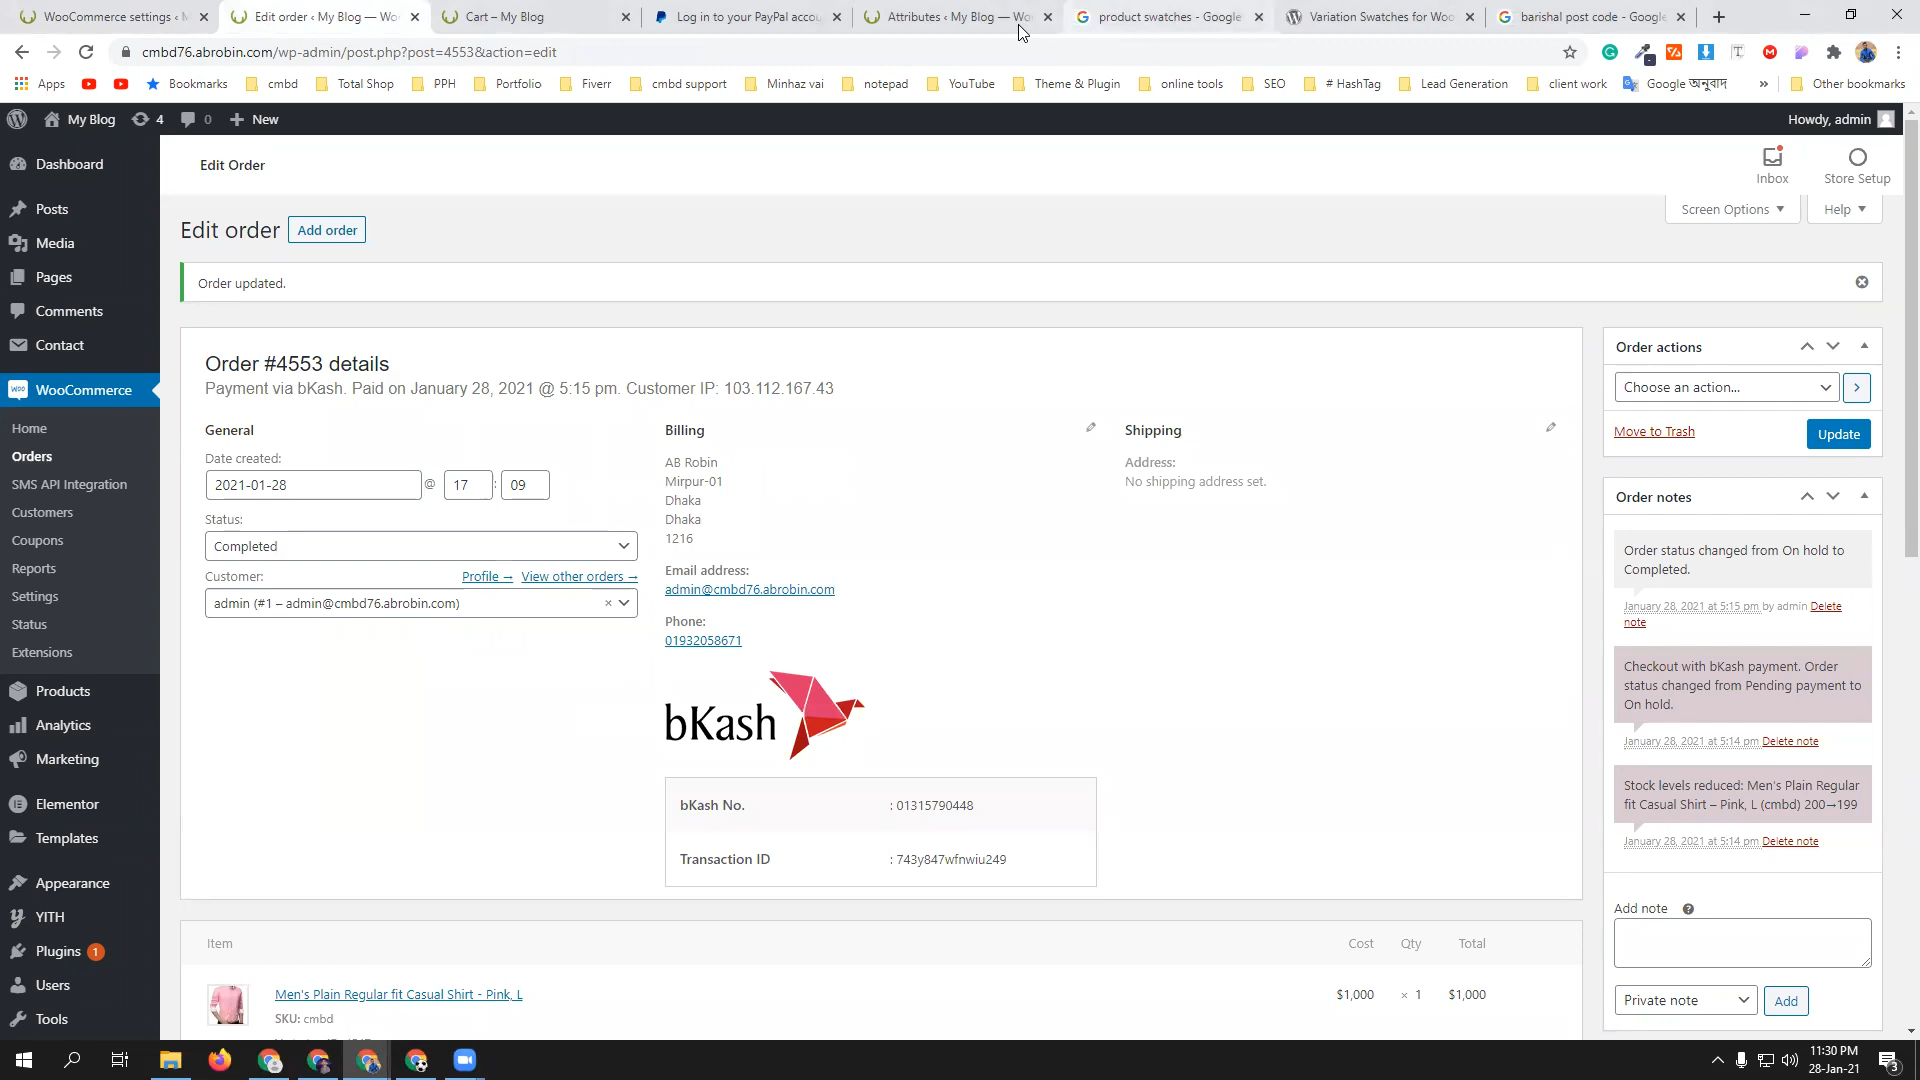 WooCommerce settings ‹ M
Edit order ‹ My Blog — Wo
Cart – My Blog
Log in to your PayPal accou
Attributes ‹ My Blog — Wo
product swatches - Google
Variation Swatches for Woo
barishal post code - Google
cmbd76.abrobin.com/wp-admin/post.php?post=4553&action=edit
Apps
Bookmarks
cmbd
Total Shop
PPH
Portfolio
Fiverr
cmbd support
Minhaz vai
notepad
YouTube
Theme & Plugin
online tools
SEO
# HashTag
Lead Generation
client work
Google অনুবাদ
»
Other bookmarks
My Blog
4
0
New
Howdy, admin
Dashboard
Posts
Media
Pages
Comments
Contact
WooCommerce
Home
Orders
SMS API Integration
Customers
Coupons
Reports
Settings
Status
Extensions
Products
Analytics
Marketing
Elementor
Templates
Appearance
YITH
Plugins 1
Users
Tools
Edit Order
Inbox
Store Setup
Screen Options
Help
Edit order
Add order
Order updated.
Order #4553 details
Payment via bKash. Paid on January 28, 2021 @ 5:15 pm. Customer IP: 103.112.167.43
General
Date created:
2021-01-28 @ 17 : 09
Status:
Completed
Customer:
Profile →
View other orders →
admin (#1 – admin@cmbd76.abrobin.com) ×
Billing
AB Robin
Mirpur-01
Dhaka
Dhaka
1216
Email address:
admin@cmbd76.abrobin.com
Phone:
01932058671
bKash
bKash No. : 01315790448
Transaction ID : 743y847wfnwiu249
Shipping
Address:
No shipping address set.
Item
Cost
Qty
Total
Men's Plain Regular fit Casual Shirt - Pink, L
$1,000
× 1
$1,000
SKU: cmbd
Order actions
Choose an action...
Move to Trash
Update
Order notes
Order status changed from On hold to
Completed.
January 28, 2021 at 5:15 pm by admin Delete
note
Checkout with bKash payment. Order
status changed from Pending payment to
On hold.
January 28, 2021 at 5:14 pm Delete note
Stock levels reduced: Men's Plain Regular
fit Casual Shirt – Pink, L (cmbd) 200→199
January 28, 2021 at 5:14 pm Delete note
Add note
Private note
Add
11:30 PM
28-Jan-21
3